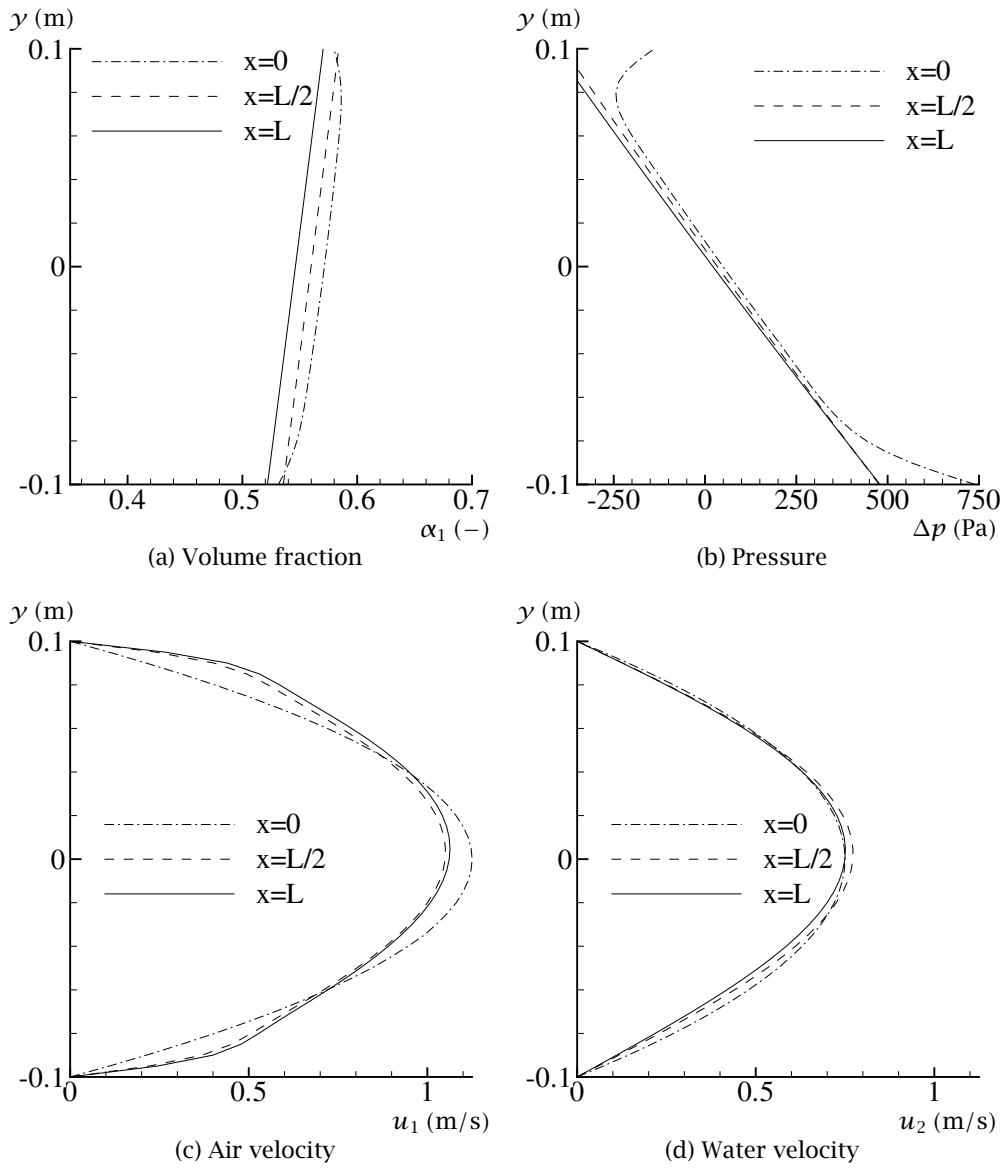 y (m)
0.1
0
-0.1
x=0
x=L/2
x=L
0.4
0.5
0.6
0.7
α1 (−)
(a) Volume fraction
y (m)
0.1
0
-0.1
x=0
x=L/2
x=L
-250
0
250
500
750
Δp (Pa)
(b) Pressure
y (m)
0.1
0
-0.1
x=0
x=L/2
x=L
0
0.5
1
u1 (m/s)
(c) Air velocity
y (m)
0.1
0
-0.1
x=0
x=L/2
x=L
0
0.5
1
u2 (m/s)
(d) Water velocity